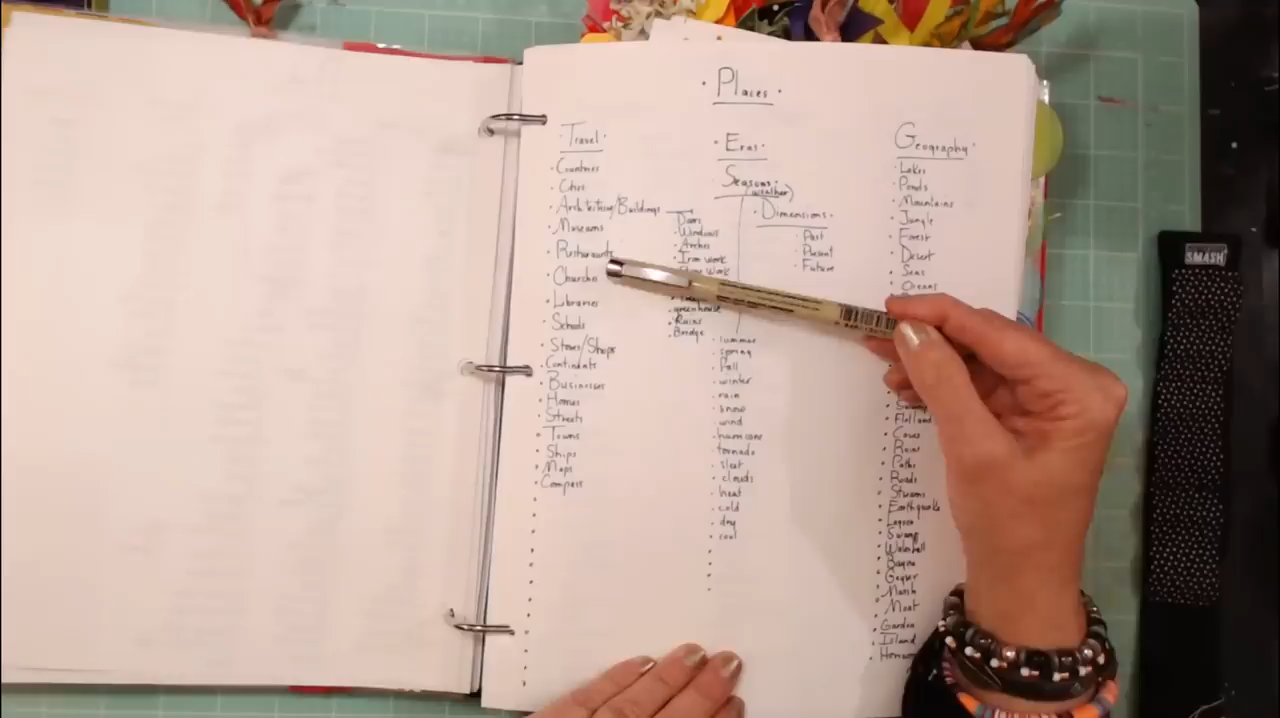 · Places ·
· Travel ·
· Countries
· Cities
· Architecture/Buildings
· Museums
· Restaurants
· Churches
· Libraries
· Schools
· Stores/Shops
· Continents
· Businesses
· Homes
· Streets
· Towns
· Ships
· Maps
· Compass
Doors
· Windows
· Arches
· Iron work
· Stone Work
· greenhouse
· Ruins
· Bridge
· Eras ·
Seasons ·
(weather)
· summer
· spring
· Fall
· winter
· rain
· snow
· wind
· hurricane
· tornado
· sleet
· clouds
· heat
· cold
· dry
· cool
· Dimensions ·
· Past
· Present
· Future
Geography ·
· Lakes
· Ponds
· Mountains
· Jungle
· Forest
· Desert
· Seas
· Oceans
· Flatland
· Caves
· Paths
· Roads
· Streams
· Earthquake
· Lagoon
· Swamp
· Waterfall
· Geyser
· Marsh
· Moat
· Garden
· Island
SMASH